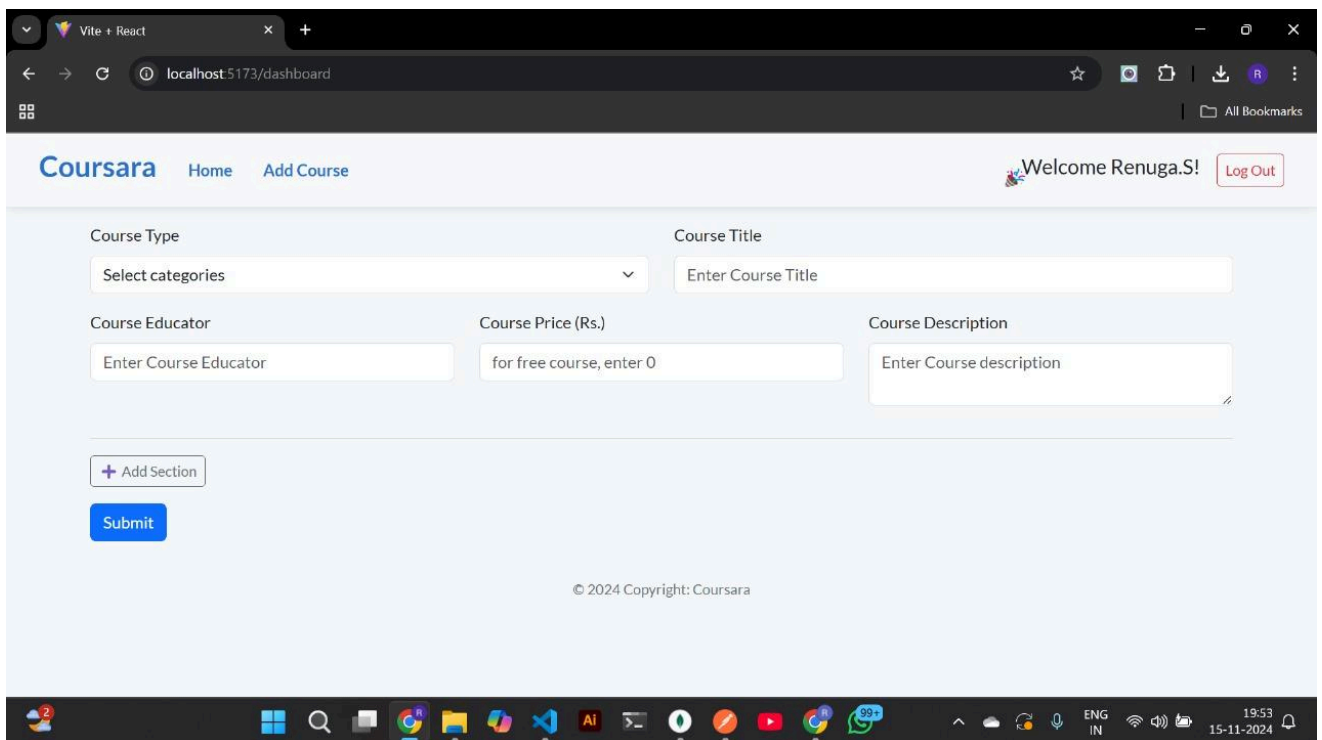 Vite + React
localhost:5173/dashboard
R
All Bookmarks
Coursara Home Add Course 🎉Welcome Renuga.S! Log Out
Course Type Course Title
Select categories Enter Course Title
Course Educator Course Price (Rs.) Course Description
Enter Course Educator for free course, enter 0 Enter Course description
➕ Add Section
Submit
© 2024 Copyright: Coursara
2 R Ai R 99+ ENG 19:53
IN 15-11-2024